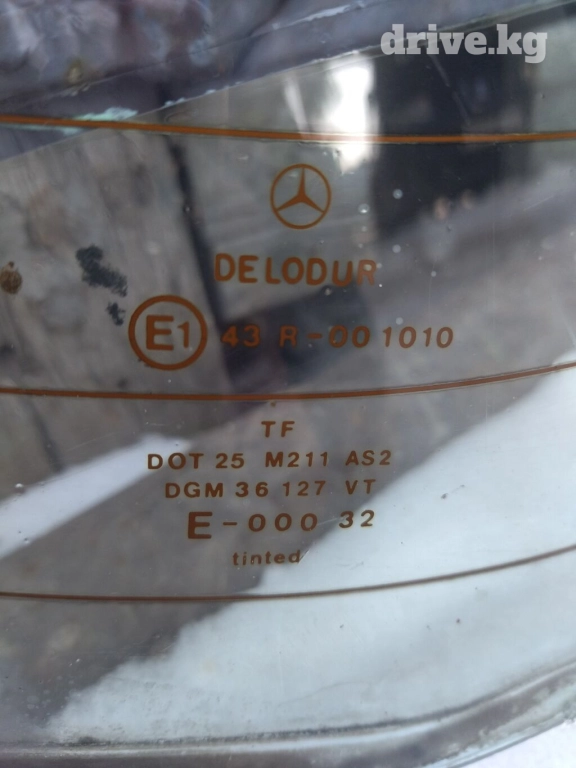 drive.kg
DELODUR
E1 43 R-001010
TF
DOT 25 M211 AS2
DGM 36 127 VT
E-000 32
tinted